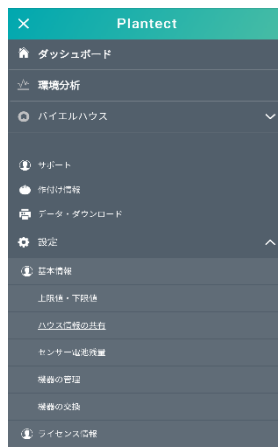 Plantect
ダッシュボード
環境分析
バイエルハウス
サポート
作付け情報
データ・ダウンロード
設定
基本情報
上限値・下限値
ハウス情報の共有
センサー電池残量
機器の管理
機器の交換
ライセンス情報